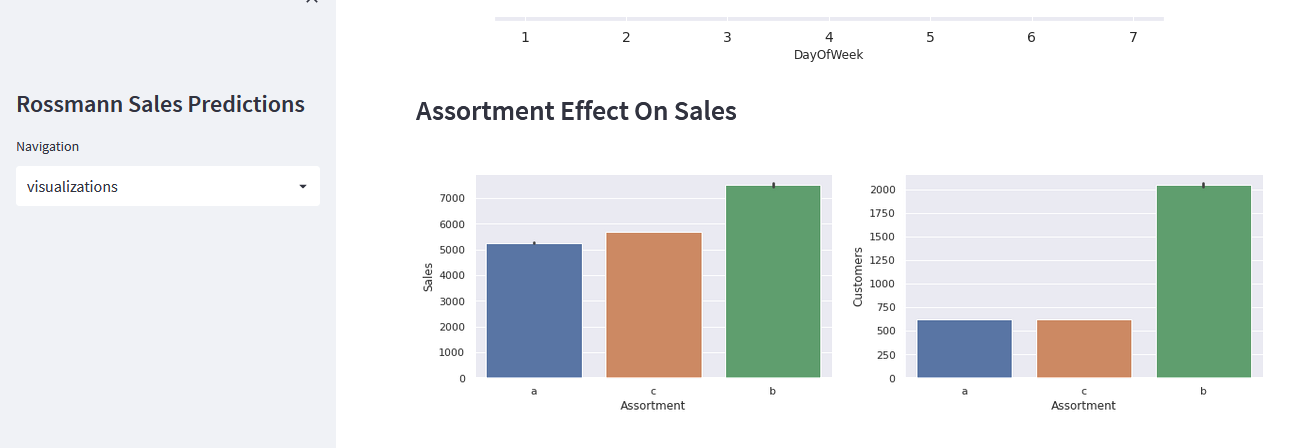 Rossmann Sales Predictions
Navigation
visualizations
1 2 3 4 5 6 7
DayOfWeek
Assortment Effect On Sales
7000
6000
5000
4000
3000
2000
1000
0
Sales
a c b
Assortment
2000
1750
1500
1250
1000
750
500
250
0
Customers
a c b
Assortment